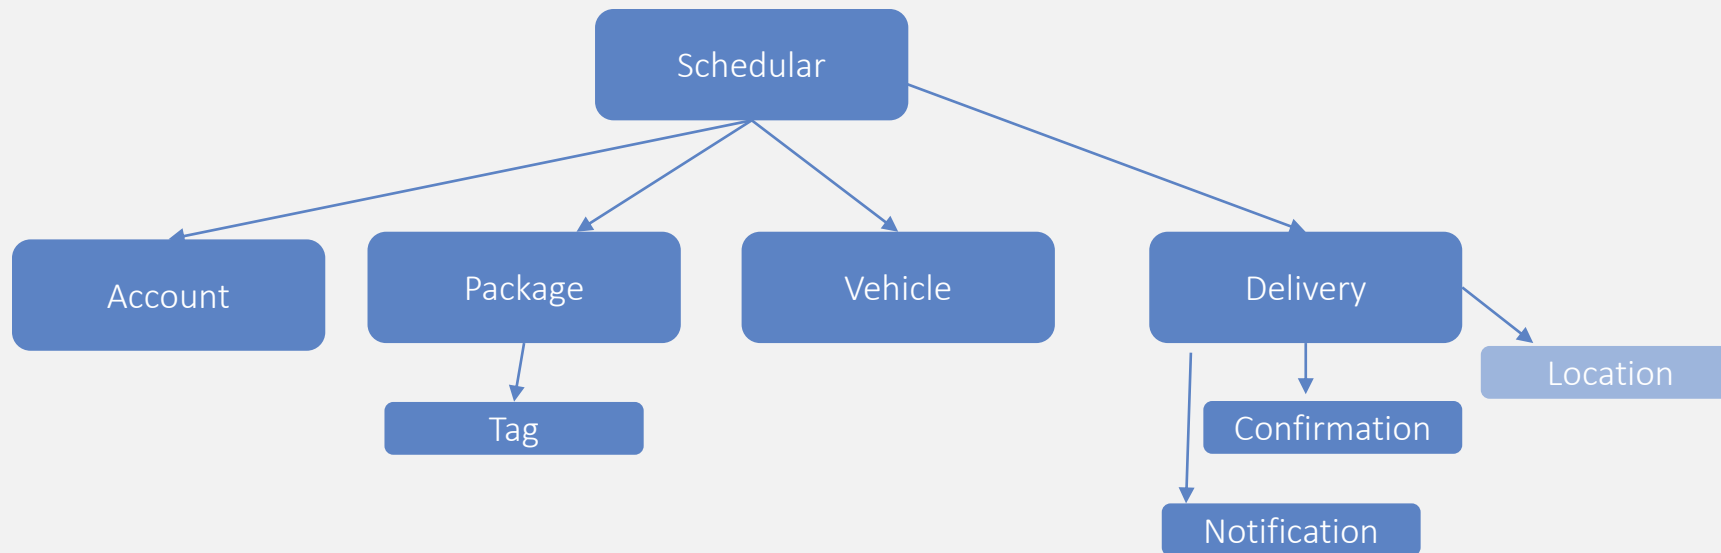 Schedular
Account
Package
Vehicle
Delivery
Location
Tag
Confirmation
Notification